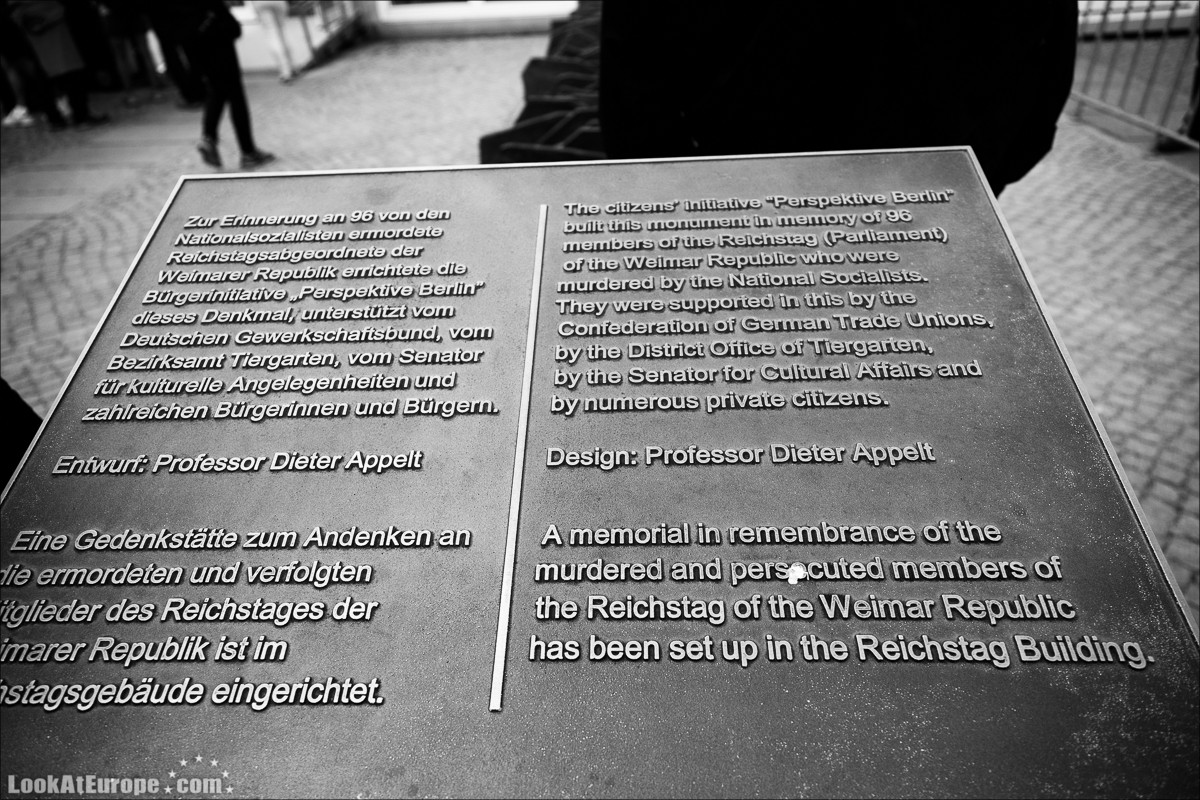 Zur Erinnerung an 96 von den
Nationalsozialisten ermordete
Reichstagsabgeordnete der
Weimarer Republik errichtete die
Bürgerinitiative „Perspektive Berlin“
dieses Denkmal, unterstützt vom
Deutschen Gewerkschaftsbund, vom
Bezirksamt Tiergarten, vom Senator
für kulturelle Angelegenheiten und
zahlreichen Bürgerinnen und Bürgern.
Entwurf: Professor Dieter Appelt
Eine Gedenkstätte zum Andenken an
die ermordeten und verfolgten
itglieder des Reichstages der
imarer Republik ist im
hstagsgebäude eingerichtet.
The citizens' initiative "Perspektive Berlin"
built this monument in memory of 96
members of the Reichstag (Parliament)
of the Weimar Republic who were
murdered by the National Socialists.
They were supported in this by the
Confederation of German Trade Unions,
by the District Office of Tiergarten,
by the Senator for Cultural Affairs and
by numerous private citizens.
Design: Professor Dieter Appelt
A memorial in remembrance of the
murdered and persecuted members of
the Reichstag of the Weimar Republic
has been set up in the Reichstag Building.
LookAtEurope.com